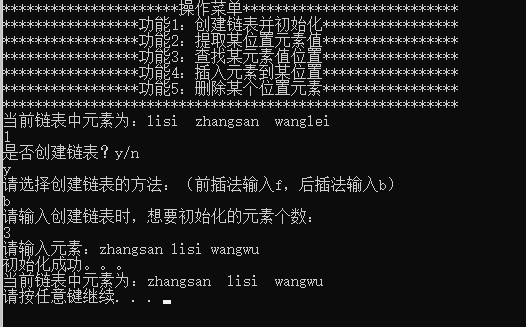 **********************操作菜单***************************
*****************功能1：创建链表并初始化*****************
*****************功能2：提取某位置元素值*****************
*****************功能3：查找某元素值位置*****************
*****************功能4：插入元素到某位置*****************
*****************功能5：删除某个位置元素*****************
*********************************************************
当前链表中元素为：lisi  zhangsan  wanglei
1
是否创建链表？y/n
y
请选择创建链表的方法：（前插法输入f，后插法输入b）
b
请输入创建链表时，想要初始化的元素个数：
3
请输入元素：zhangsan lisi wangwu
初始化成功。。。
当前链表中元素为：zhangsan  lisi  wangwu
请按任意键继续. . .